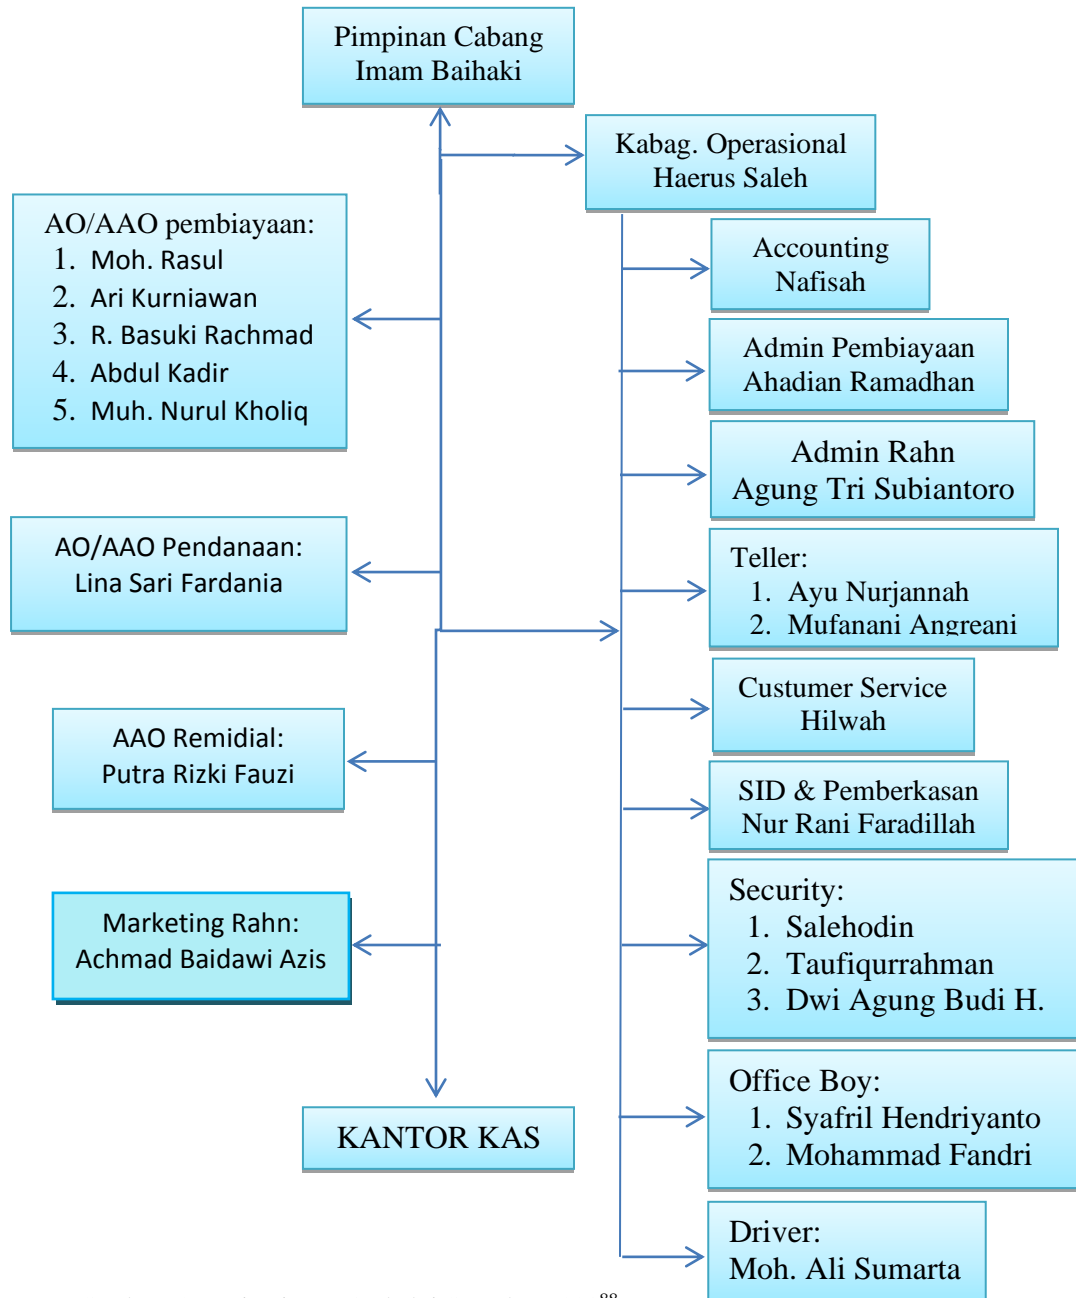 Pimpinan Cabang
Imam Baihaki
Kabag. Operasional
Haerus Saleh
AO/AAO pembiayaan:
1. Moh. Rasul
2. Ari Kurniawan
3. R. Basuki Rachmad
4. Abdul Kadir
5. Muh. Nurul Kholiq
AO/AAO Pendanaan:
Lina Sari Fardania
AAO Remidial:
Putra Rizki Fauzi
Marketing Rahn:
Achmad Baidawi Azis
KANTOR KAS
Accounting
Nafisah
Admin Pembiayaan
Ahadian Ramadhan
Admin Rahn
Agung Tri Subiantoro
Teller:
1. Ayu Nurjannah
2. Mufanani Angreani
Custumer Service
Hilwah
SID & Pemberkasan
Nur Rani Faradillah
Security:
1. Salehodin
2. Taufiqurrahman
3. Dwi Agung Budi H.
Office Boy:
1. Syafril Hendriyanto
2. Mohammad Fandri
Driver:
Moh. Ali Sumarta
88